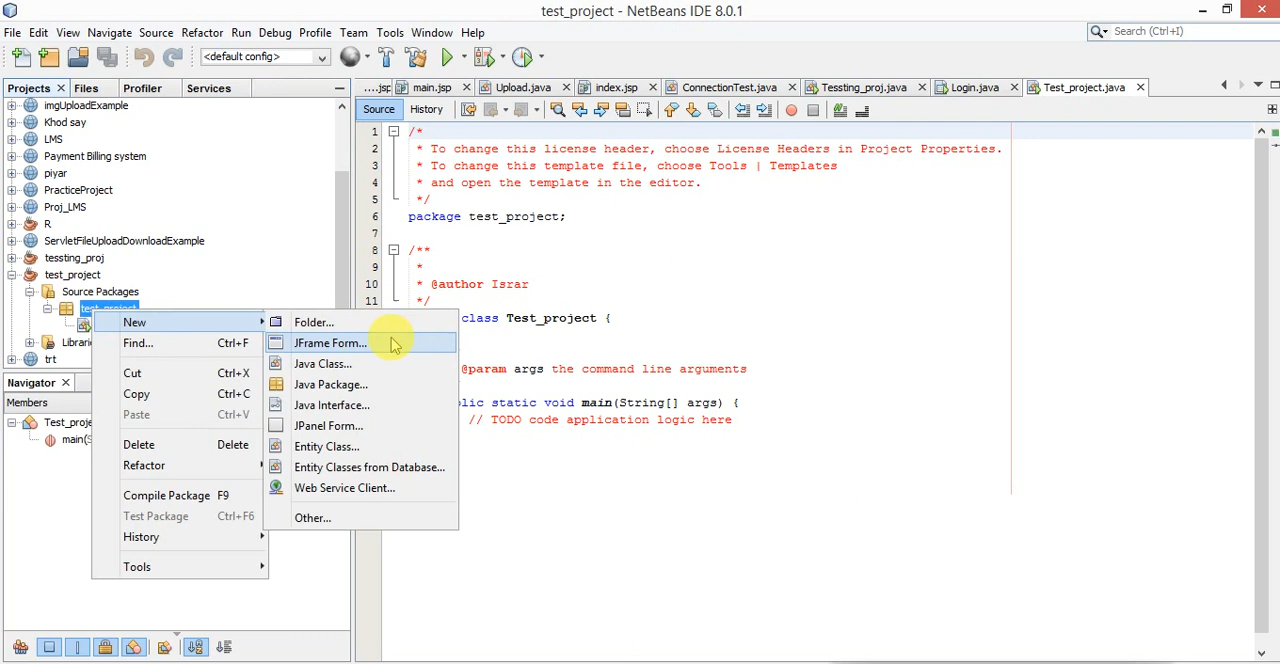 test_project - NetBeans IDE 8.0.1
File Edit View Navigate Source Refactor Run Debug Profile Team Tools Window Help
Search (Ctrl+I)
<default config>
Projects Files Profiler Services
....jsp main.jsp Upload.java index.jsp ConnectionTest.java Tessting_proj.java Login.java Test_project.java
Source History
imgUploadExample
Khod say
LMS
Payment Billing system
piyar
PracticeProject
Proj_LMS
R
ServletFileUploadDownloadExample
tessting_proj
test_project
Source Packages
test_project
Librari
trt
Navigator
Members
Test_proje
main(S
New
Find... Ctrl+F
Cut Ctrl+X
Copy Ctrl+C
Paste Ctrl+V
Delete Delete
Refactor
Compile Package F9
Test Package Ctrl+F6
History
Tools
Folder...
JFrame Form...
Java Class...
Java Package...
Java Interface...
JPanel Form...
Entity Class...
Entity Classes from Database...
Web Service Client...
Other...
1 /*
2 * To change this license header, choose License Headers in Project Properties.
3 * To change this template file, choose Tools | Templates
4 * and open the template in the editor.
5 */
6 package test_project;
7
8 /**
9 *
10 * @author Israr
11 */
class Test_project {
@param args the command line arguments
blic static void main(String[] args) {
// TODO code application logic here